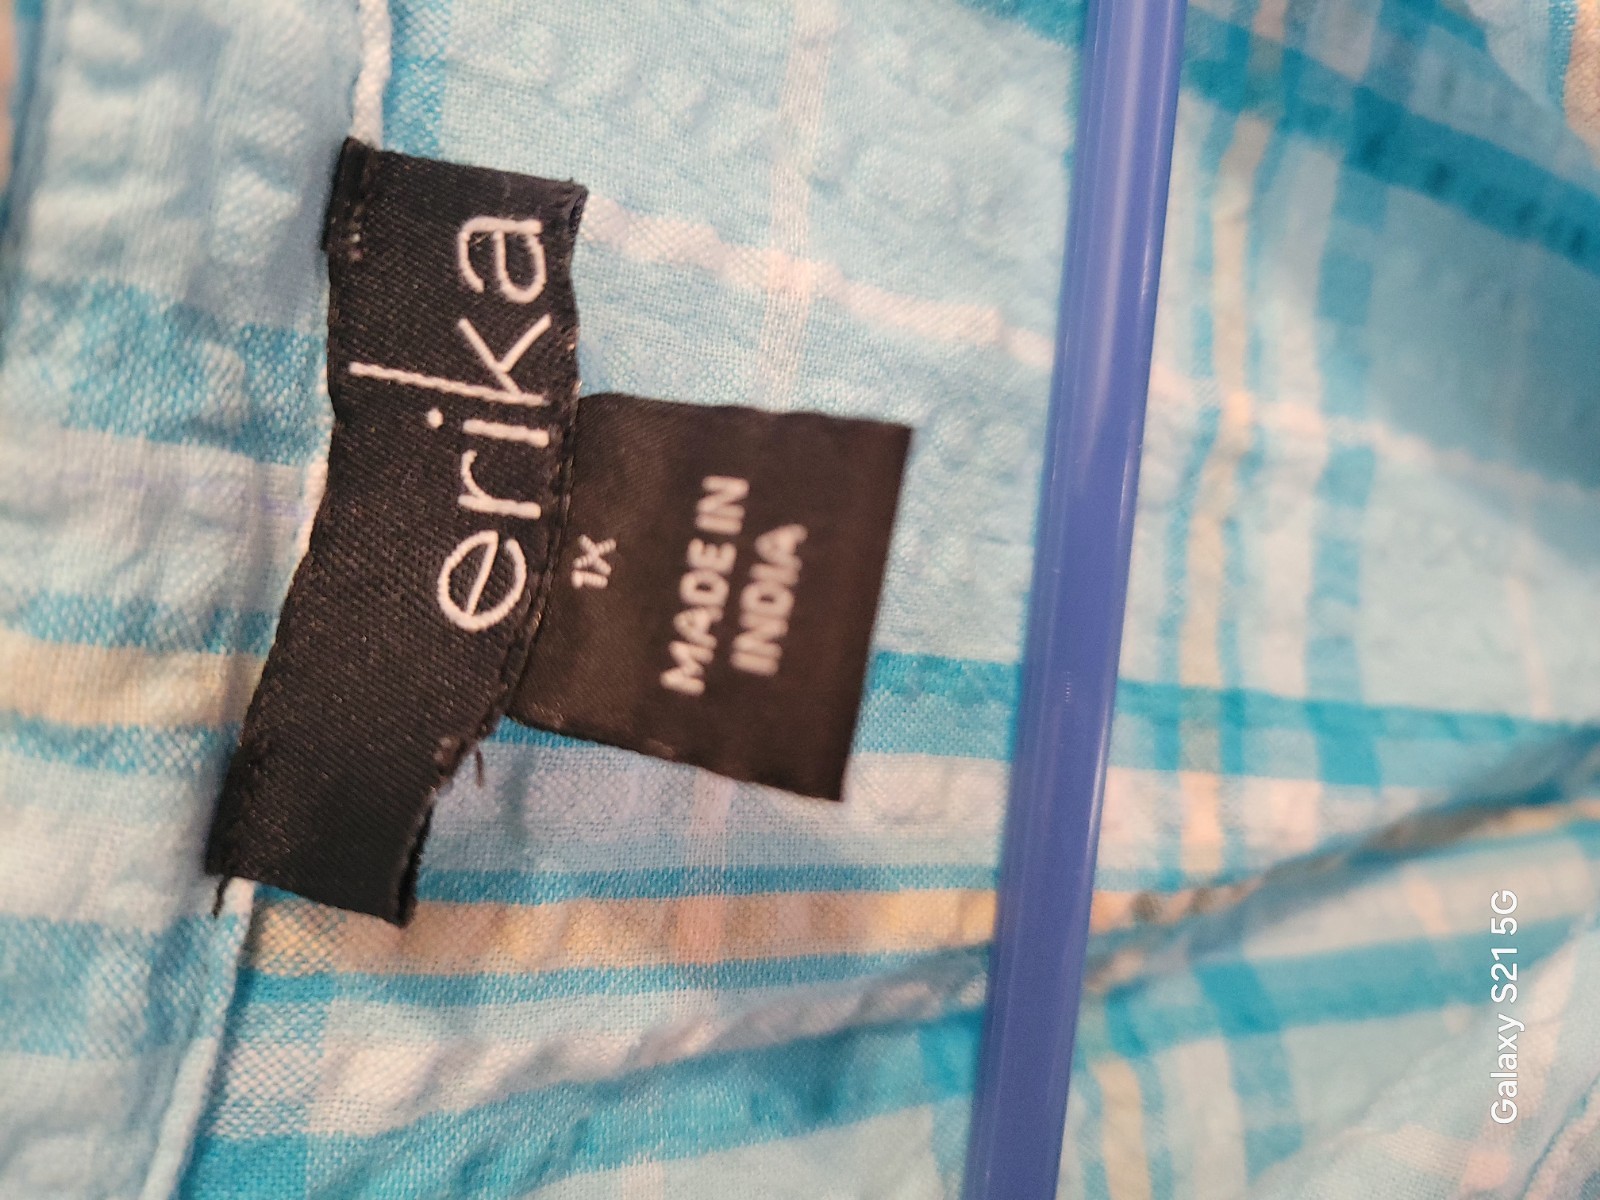 erika
1X
MADE IN
INDIA
Galaxy S21 5G